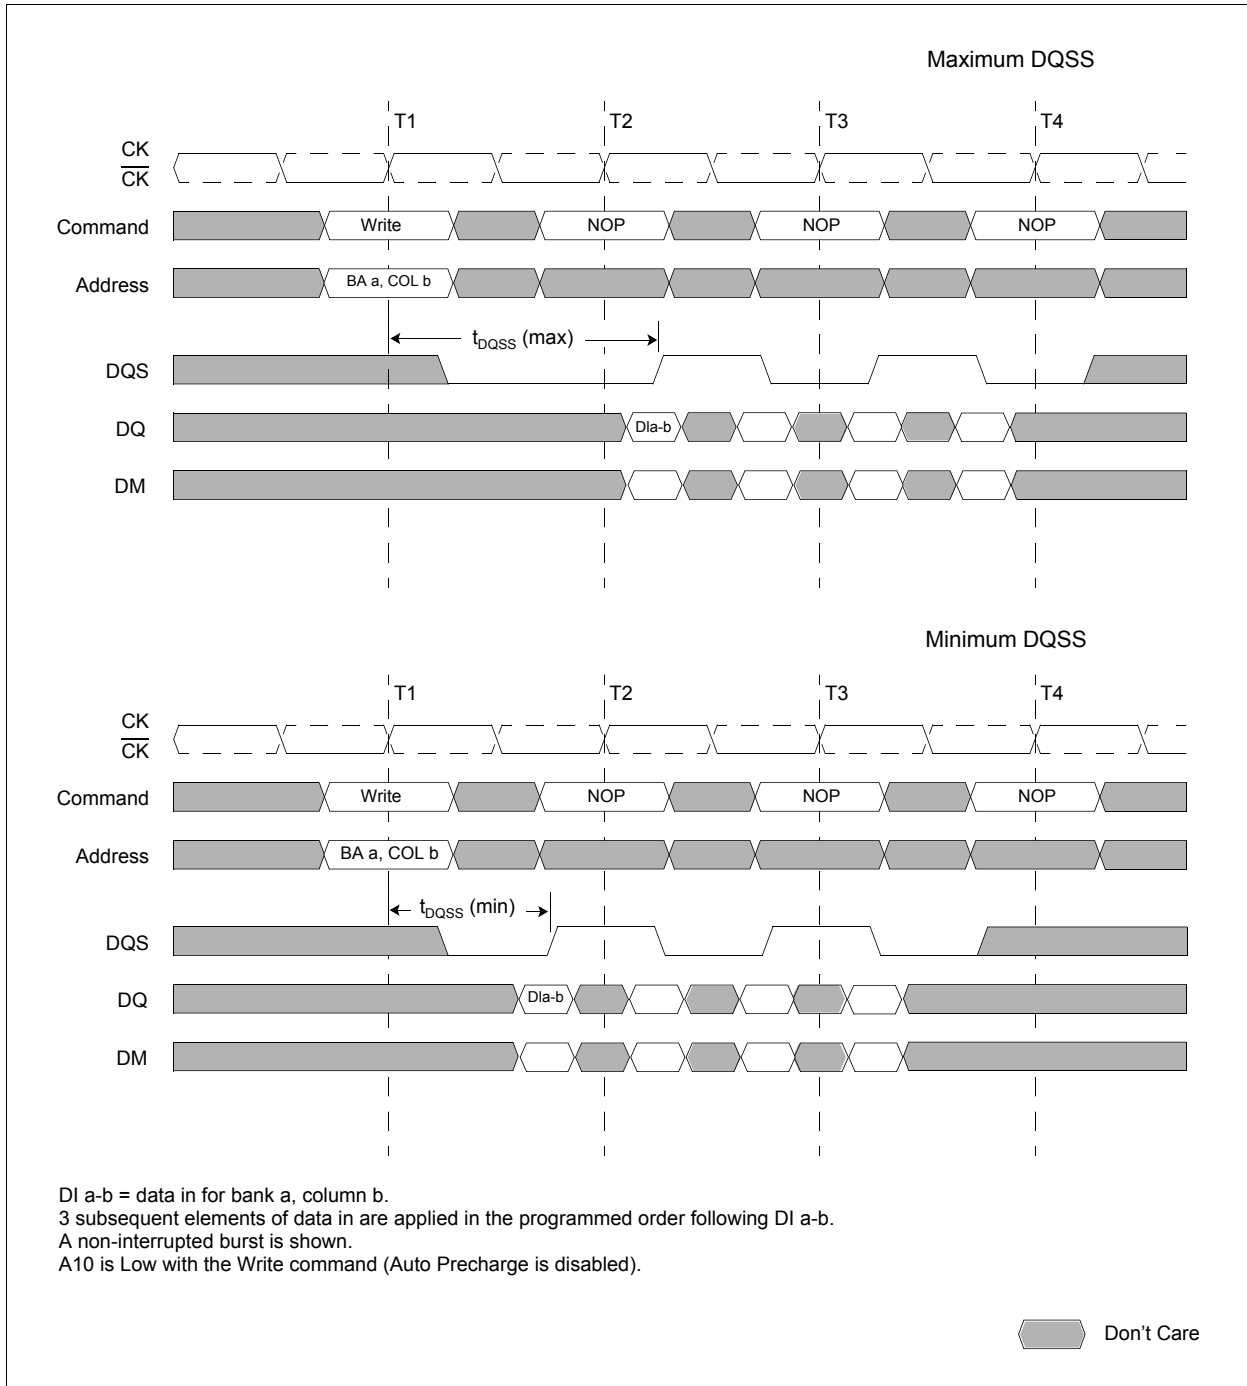 Maximum DQSS
T1 T2 T3 T4
CK
CK
Command Write NOP NOP NOP
Address BA a, COL b
tDQSS (max)
DQS
DQ DIa-b
DM
Minimum DQSS
T1 T2 T3 T4
CK
CK
Command Write NOP NOP NOP
Address BA a, COL b
tDQSS (min)
DQS
DQ DIa-b
DM
DI a-b = data in for bank a, column b.
3 subsequent elements of data in are applied in the programmed order following DI a-b.
A non-interrupted burst is shown.
A10 is Low with the Write command (Auto Precharge is disabled).
Don't Care